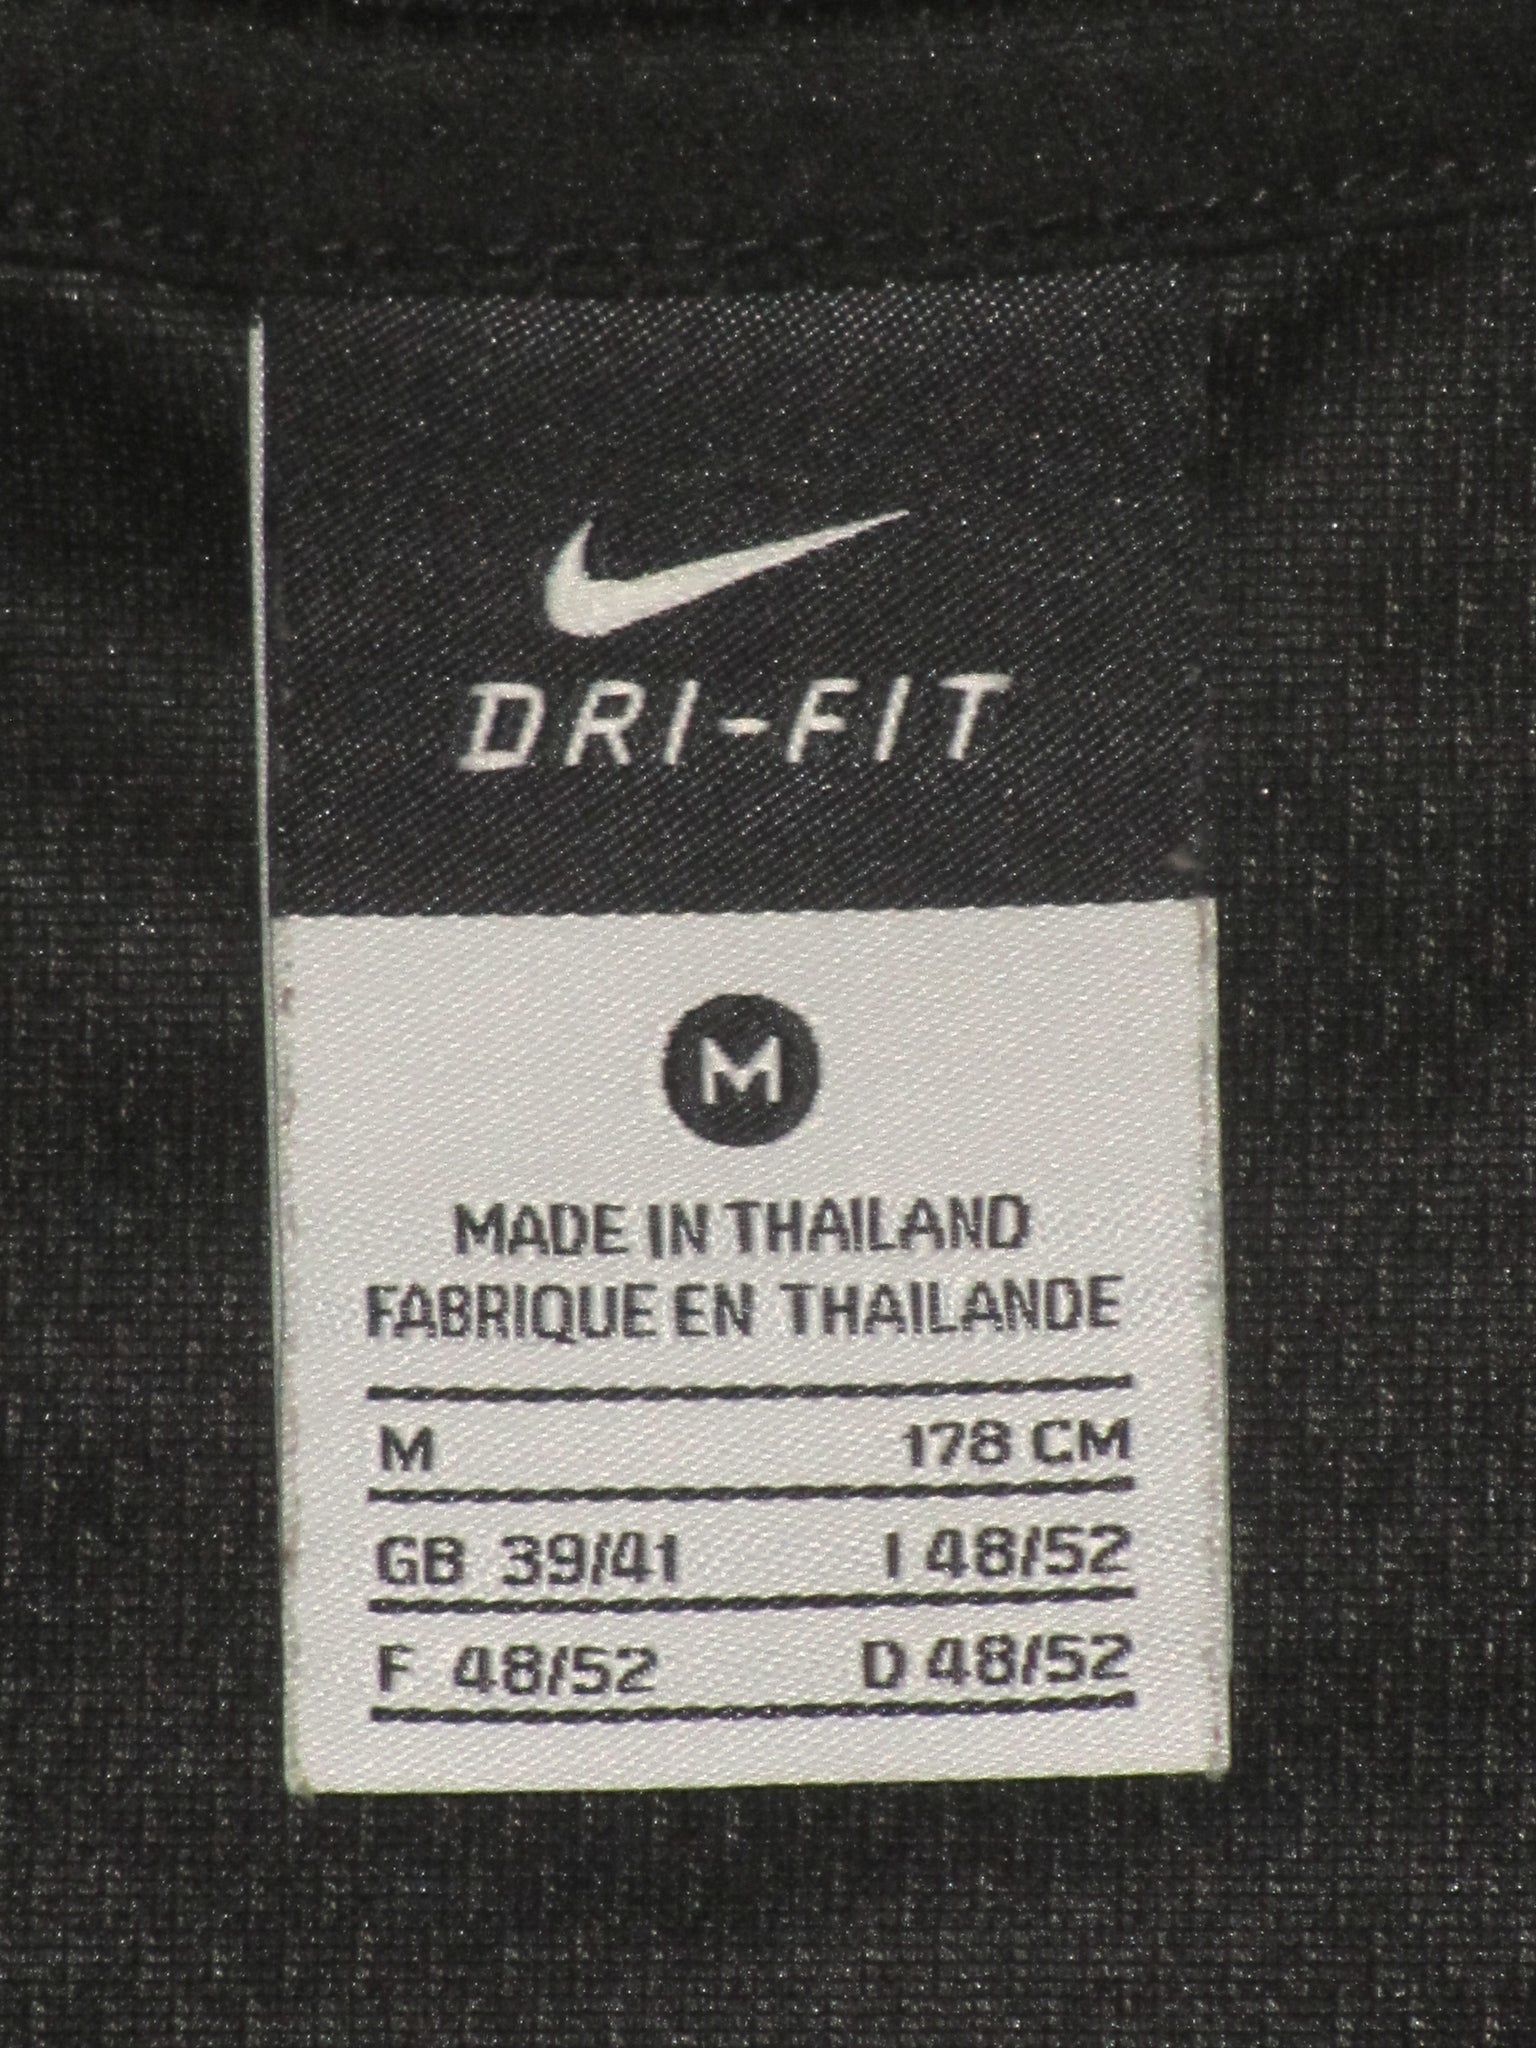 DRI-FIT
M
MADE IN THAILAND
FABRIQUE EN THAILANDE
M 178 CM
GB 39/41 I 48/52
F 48/52 D 48/52